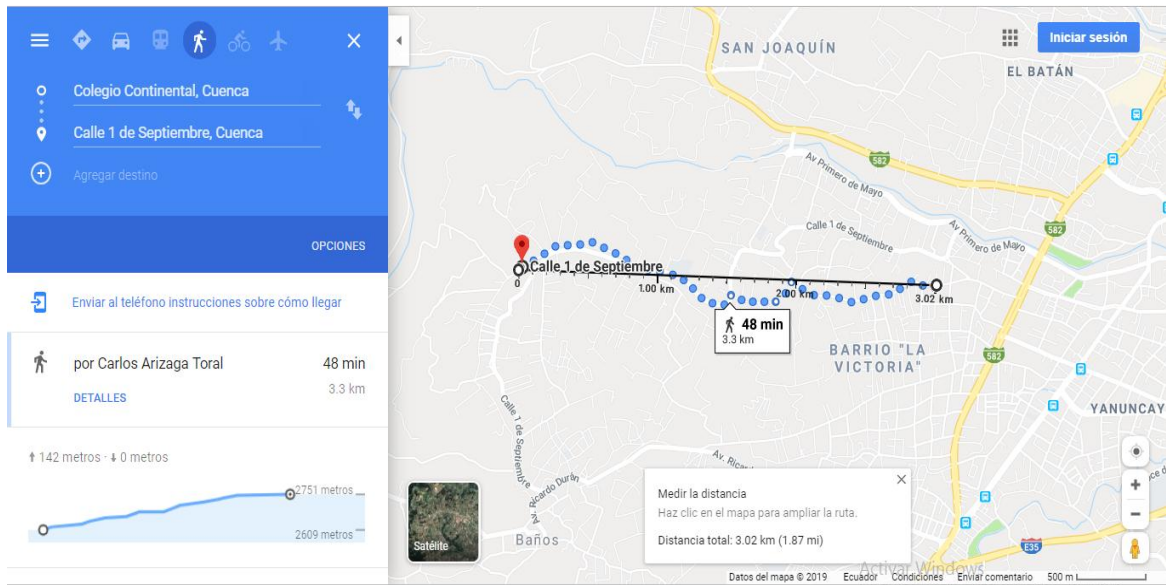 Colegio Continental, Cuenca
Calle 1 de Septiembre, Cuenca
Agregar destino
OPCIONES
Enviar al teléfono instrucciones sobre cómo llegar
por Carlos Arizaga Toral
48 min
3.3 km
DETALLES
142 metros · 0 metros
2751 metros
2609 metros
Iniciar sesión
SAN JOAQUÍN
EL BATÁN
582
Av Primero de Mayo
Calle 1 de Septiembre
Av Primero de Mayo
582
Calle 1 de Septiembre
0
1.00 km
2.00 km
3.02 km
48 min
3.3 km
BARRIO "LA
VICTORIA"
582
YANUNCAY
Calle 1 de Septiembre
Av. Ricardo Durán
Baños
Satélite
Medir la distancia
Haz clic en el mapa para ampliar la ruta.
Distancia total: 3.02 km (1.87 mi)
E35
Activar Windows
Datos del mapa © 2019 Ecuador Condiciones Enviar comentario 500 m